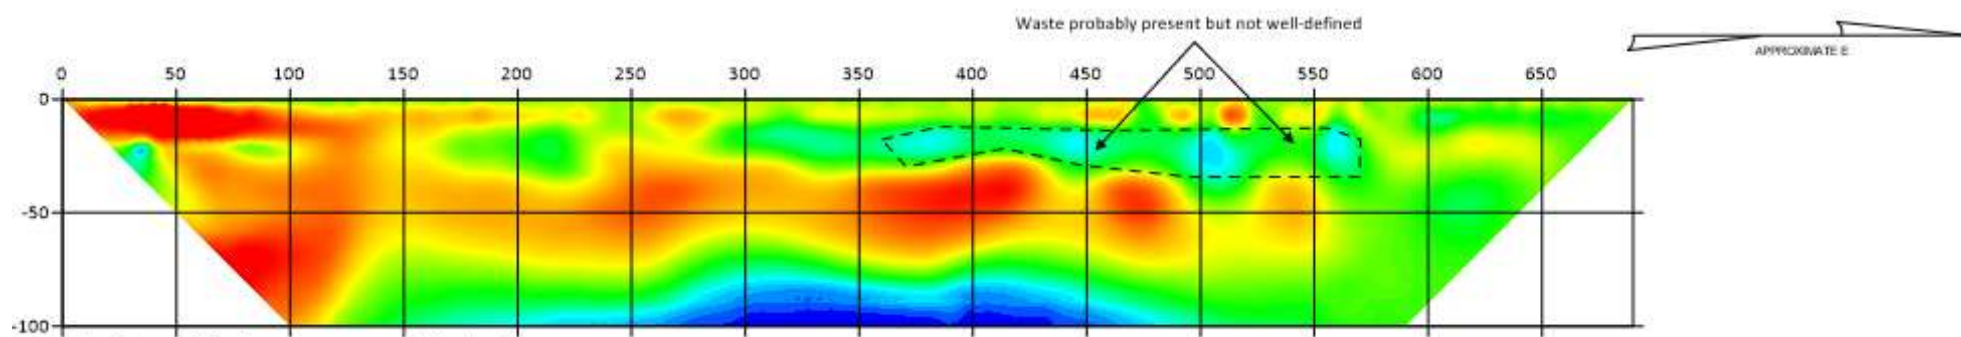 Waste probably present but not well-defined
APPROXIMATE E
0 50 100 150 200 250 300 350 400 450 500 550 600 650
0
-50
-100